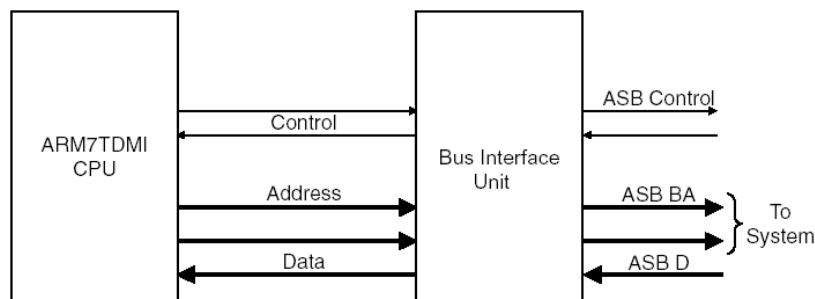 ARM7TDMI
CPU
Control
Address
Data
Bus Interface
Unit
ASB Control
ASB BA
ASB D
To
System